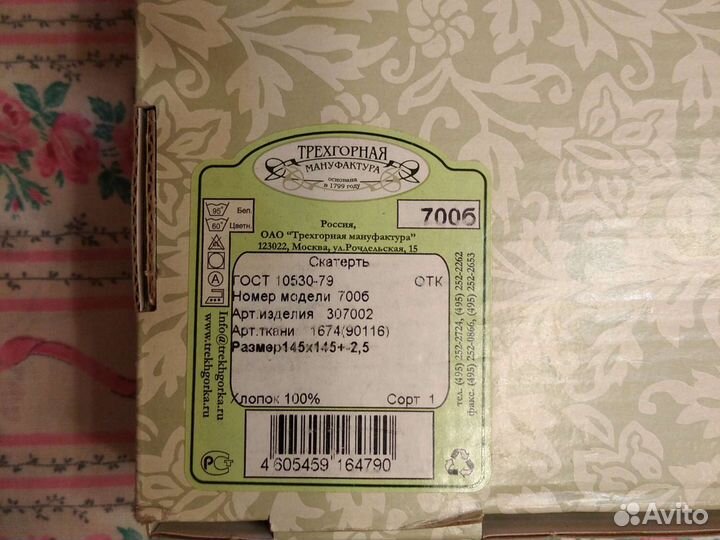 ТРЕХГОРНАЯ
МАНУФАКТУРА
основана
в 1799 году
95 Бел.
60° Цветн.
А
7006
Россия,
ОАО "Трехгорная мануфактура"
123022, Москва, ул.Рочдельская, 15
Скатерть
ГОСТ 10530-79 ОТК
Номер модели 7006
Арт.изделия 307002
Арт.ткани 1674(90116)
Размер145х145+-2,5
Хлопок 100% Сорт 1
4 605459 164790
Info@trekhgorka.ru
www.trekhgorka.ru
тел. (495) 252-2724, (495) 252-2262
факс. (495) 252-0866, (495) 252-2653
Avito